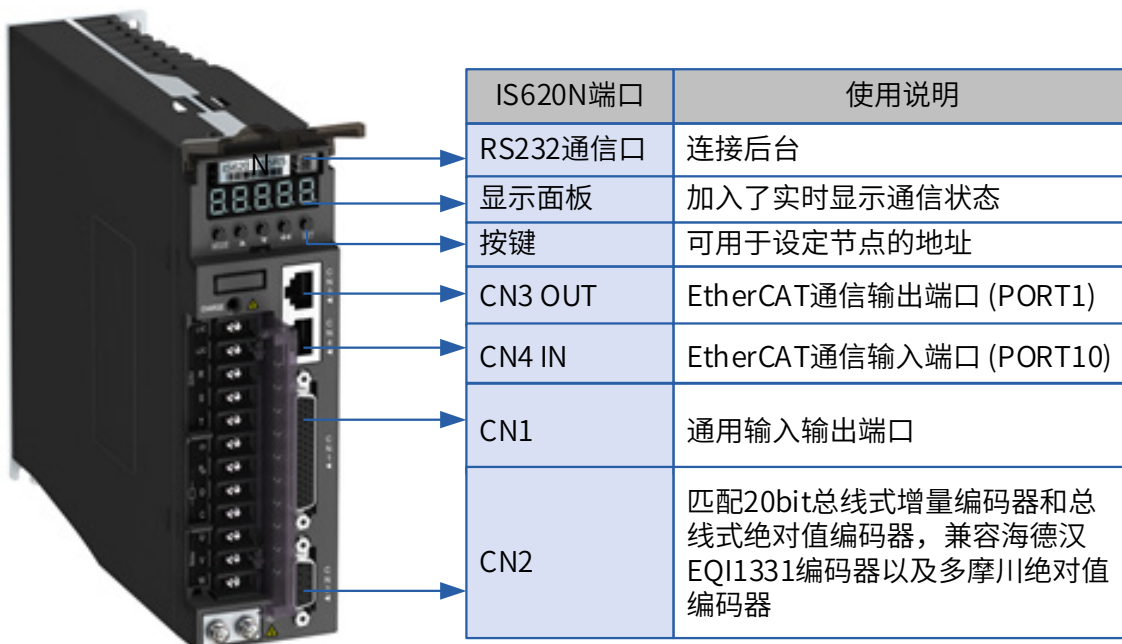 IS620N端口 使用说明
RS232通信口 连接后台
显示面板 加入了实时显示通信状态
按键 可用于设定节点的地址
CN3 OUT EtherCAT通信输出端口 (PORT1)
CN4 IN EtherCAT通信输入端口 (PORT10)
CN1 通用输入输出端口
CN2 匹配20bit总线式增量编码器和总
线式绝对值编码器，兼容海德汉
EQI1331编码器以及多摩川绝对值
编码器
IS620 N
88888
CHARGE